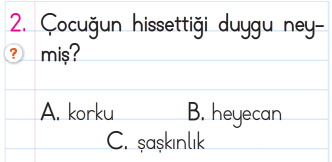 2. Çocuğun hissettiği duygu ney-
? miş?
A. korku B. heyecan
C. şaşkınlık